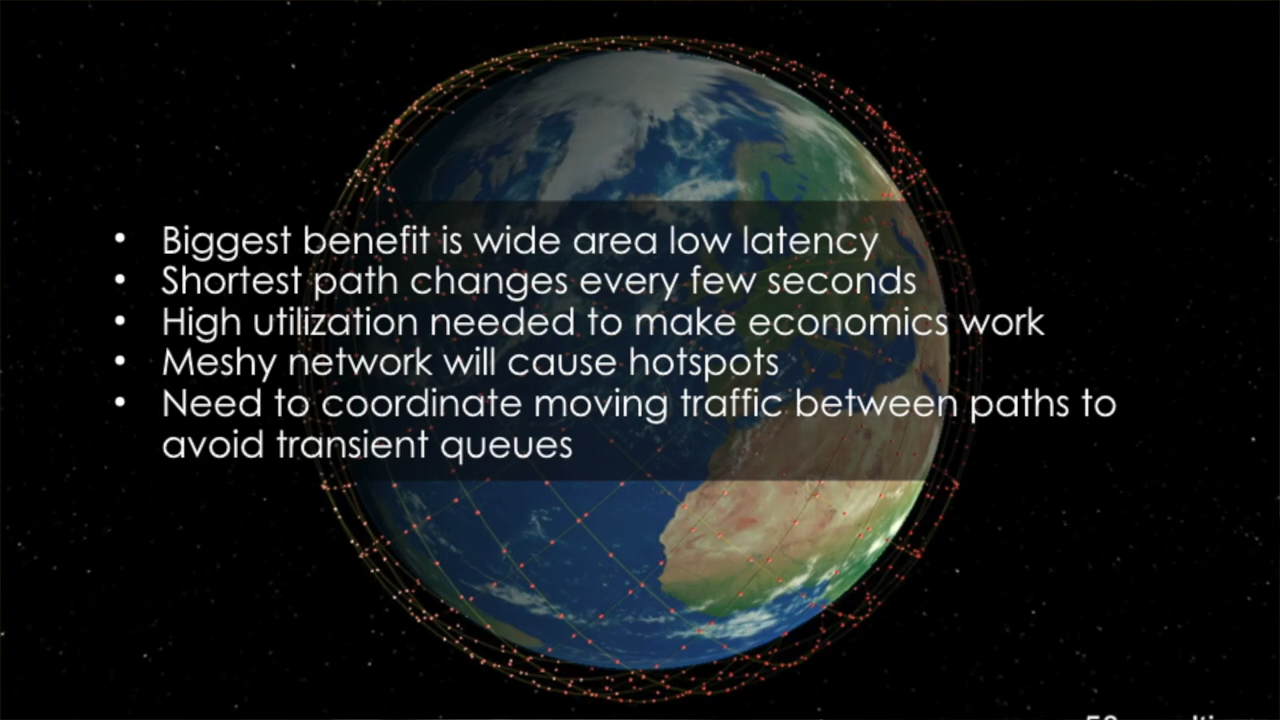 • Biggest benefit is wide area low latency
• Shortest path changes every few seconds
• High utilization needed to make economics work
• Meshy network will cause hotspots
• Need to coordinate moving traffic between paths to
avoid transient queues